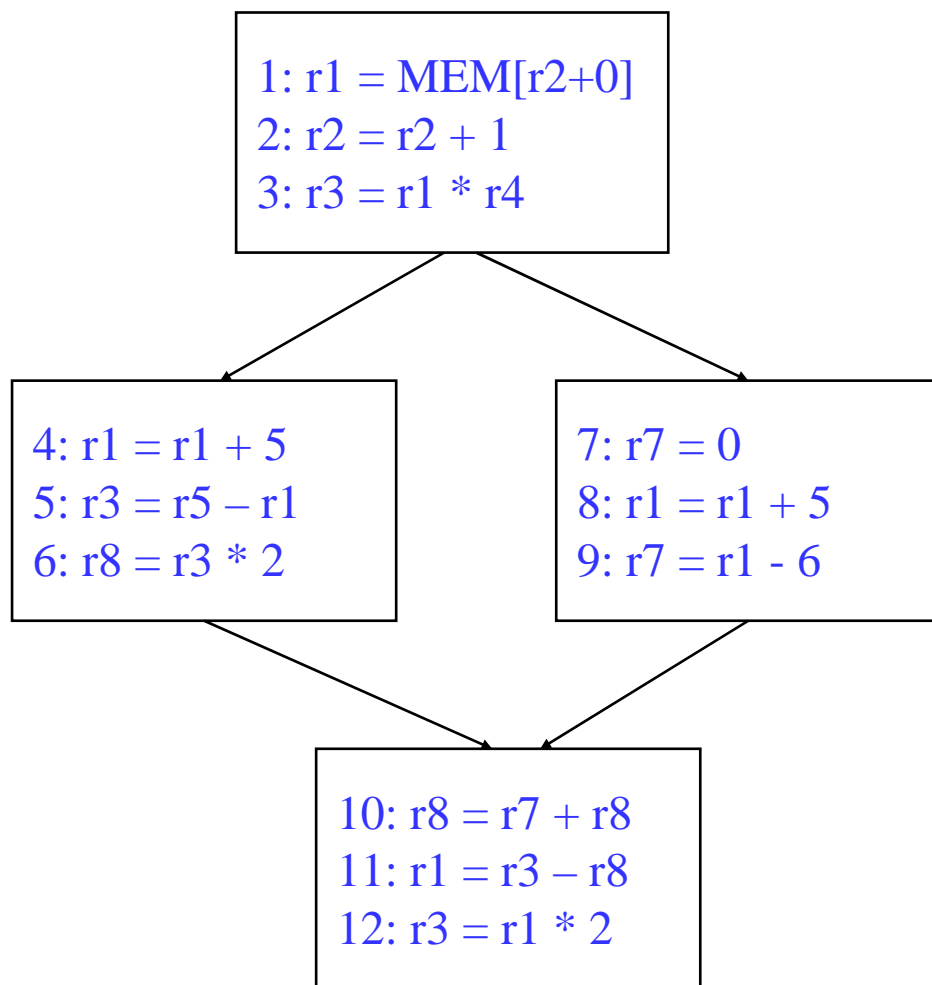 1: r1 = MEM[r2+0]
2: r2 = r2 + 1
3: r3 = r1 * r4
4: r1 = r1 + 5
5: r3 = r5 – r1
6: r8 = r3 * 2
7: r7 = 0
8: r1 = r1 + 5
9: r7 = r1 - 6
10: r8 = r7 + r8
11: r1 = r3 – r8
12: r3 = r1 * 2